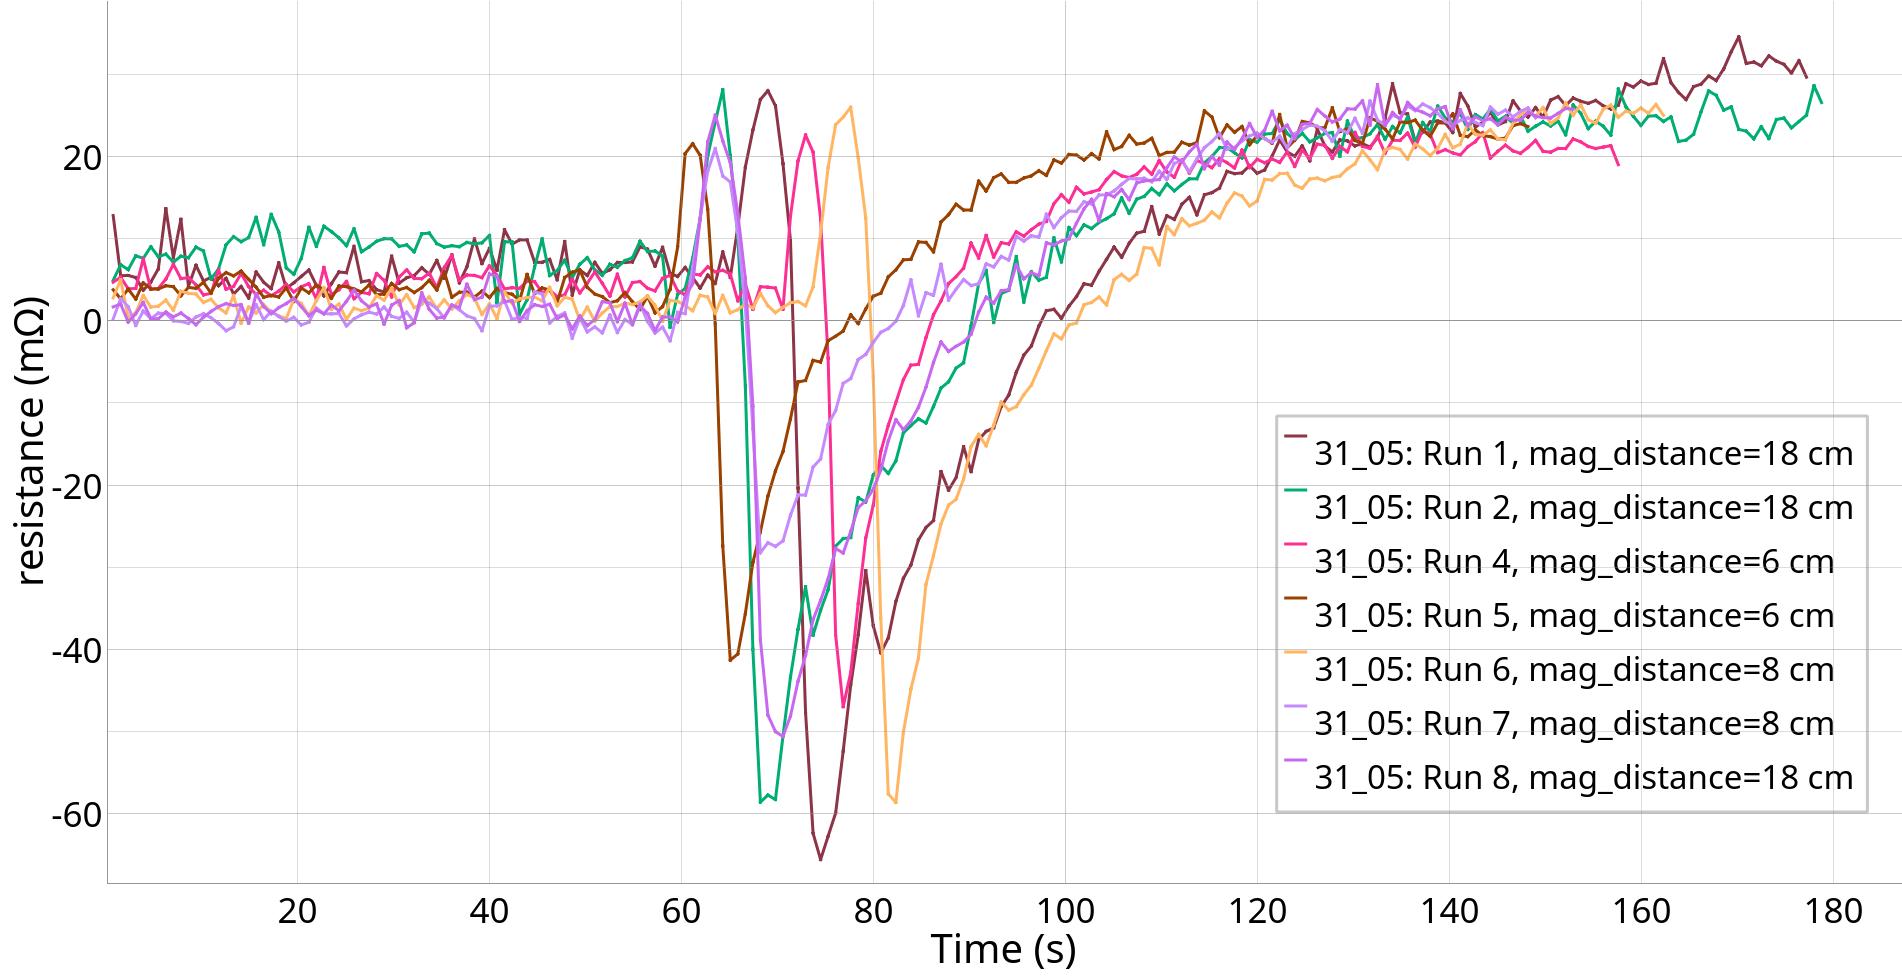 resistance (mΩ)
20
0
-20
-40
-60
31_05: Run 1, mag_distance=18 cm
31_05: Run 2, mag_distance=18 cm
31_05: Run 4, mag_distance=6 cm
31_05: Run 5, mag_distance=6 cm
31_05: Run 6, mag_distance=8 cm
31_05: Run 7, mag_distance=8 cm
31_05: Run 8, mag_distance=18 cm
20 40 60 80 100 120 140 160 180
Time (s)